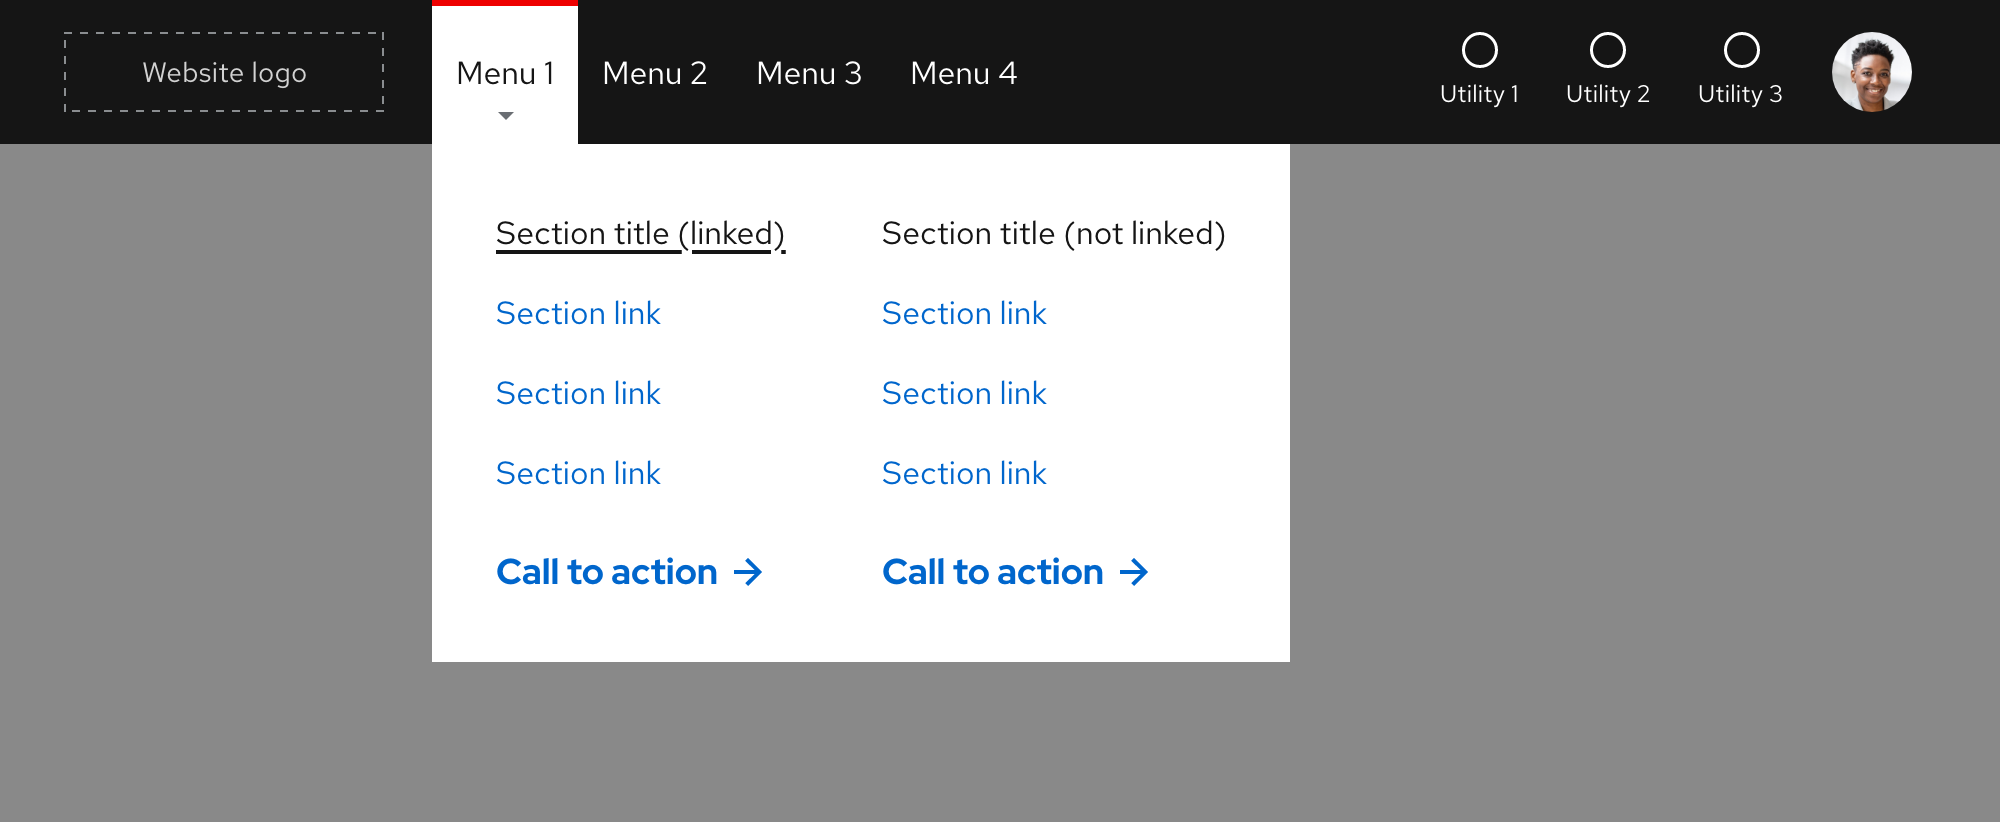 Website logo
Menu 1
Menu 2
Menu 3
Menu 4
Utility 1
Utility 2
Utility 3
Section title (linked)
Section link
Section link
Section link
Call to action
Section title (not linked)
Section link
Section link
Section link
Call to action